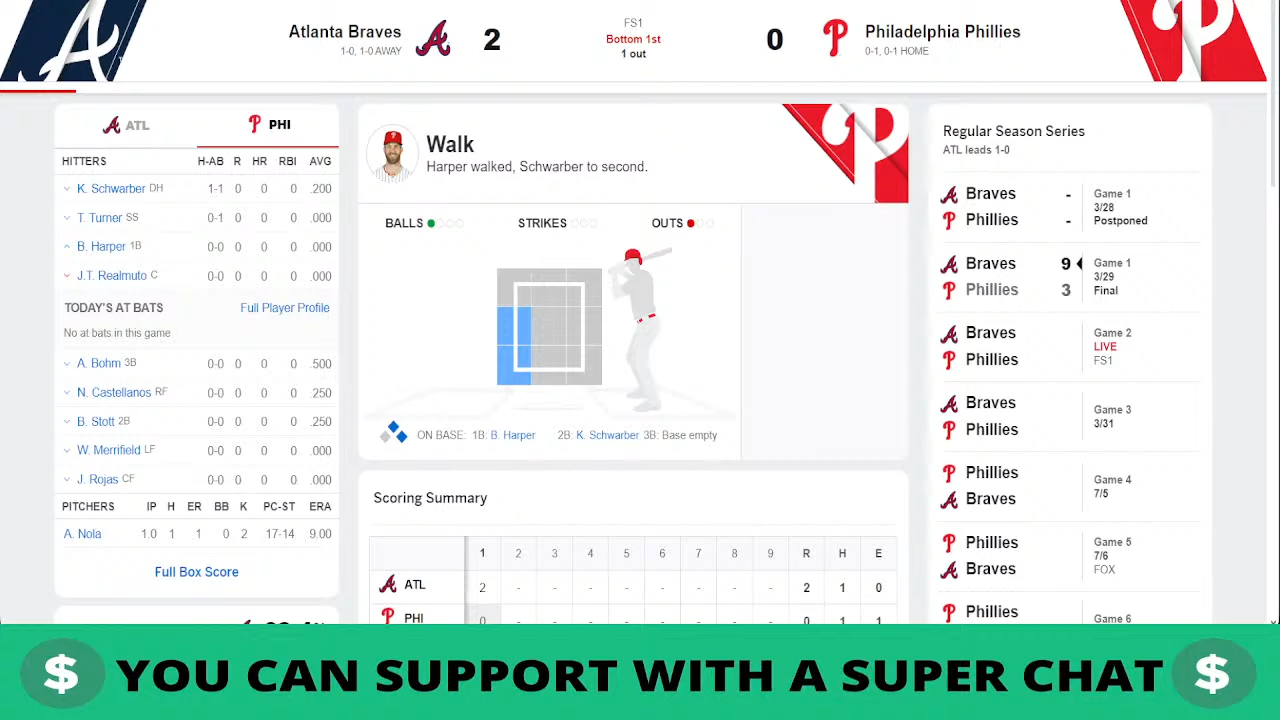 Atlanta Braves
1-0, 1-0 AWAY
2
FS1
Bottom 1st
1 out
0
Philadelphia Phillies
0-1, 0-1 HOME
ATL
PHI
HITTERS H-AB R HR RBI AVG
K. Schwarber DH 1-1 0 0 0 .200
T. Turner SS 0-1 0 0 0 .000
B. Harper 1B 0-0 0 0 0 .000
J.T. Realmuto C 0-0 0 0 0 .000
TODAY'S AT BATS Full Player Profile
No at bats in this game
A. Bohm 3B 0-0 0 0 0 .500
N. Castellanos RF 0-0 0 0 0 .250
B. Stott 2B 0-0 0 0 0 .250
W. Merrifield LF 0-0 0 0 0 .000
J. Rojas CF 0-0 0 0 0 .000
PITCHERS IP H ER BB K PC-ST ERA
A. Nola 1.0 1 1 0 2 17-14 9.00
Full Box Score
Walk
Harper walked, Schwarber to second.
BALLS STRIKES OUTS
ON BASE: 1B: B. Harper 2B: K. Schwarber 3B: Base empty
Scoring Summary
1 2 3 4 5 6 7 8 9 R H E
ATL 2 - - - - - - - - 2 1 0
PHI 0 - - - - - - - - 0 1 1
Regular Season Series
ATL leads 1-0
Braves - Game 1
3/28
Phillies - Postponed
Braves 9 Game 1
3/29
Phillies 3 Final
Braves Game 2
LIVE
Phillies FS1
Braves Game 3
3/31
Phillies
Phillies Game 4
7/5
Braves
Phillies Game 5
7/6
Braves FOX
Phillies Game 6
$ YOU CAN SUPPORT WITH A SUPER CHAT $